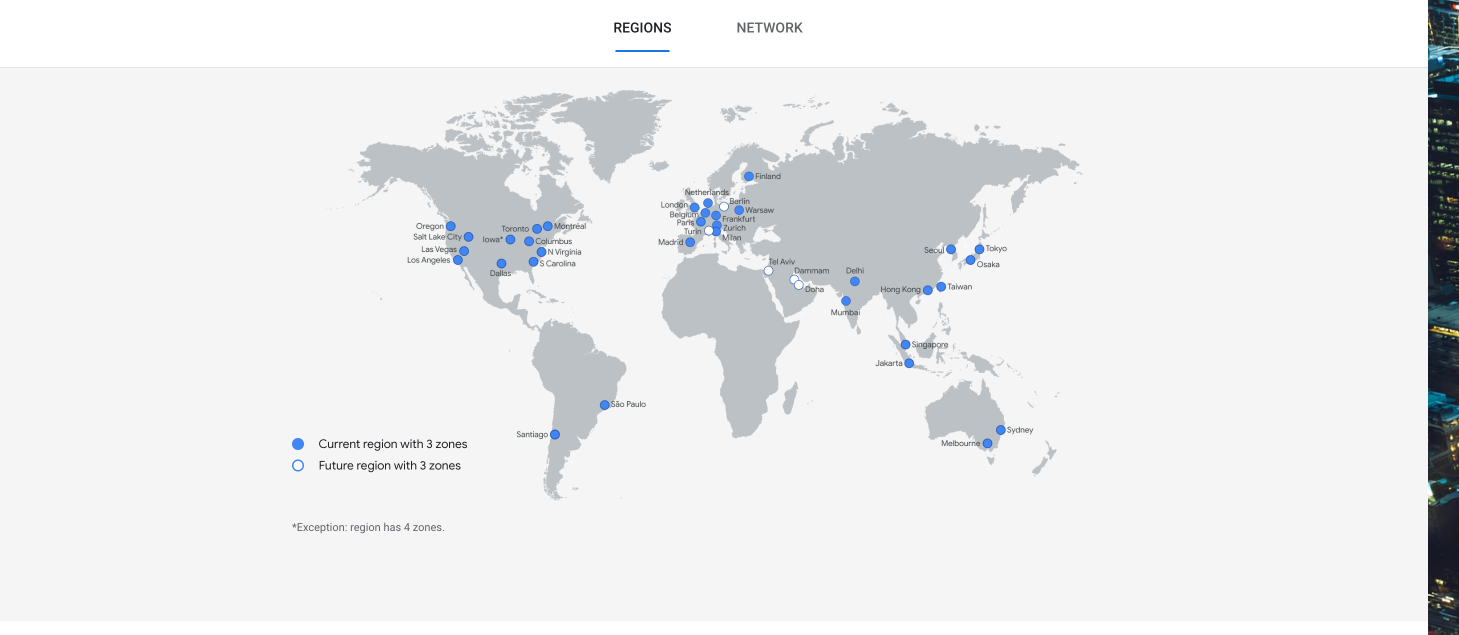 REGIONS
NETWORK
Finland
Netherlands
Berlin
London
Warsaw
Belgium
Frankfurt
Paris
Zurich
Turin
Milan
Madrid
Oregon
Toronto
Montréal
Salt Lake City
Iowa*
Columbus
Las Vegas
N Virginia
Los Angeles
S Carolina
Dallas
Seoul
Tokyo
Osaka
Tel Aviv
Dammam
Delhi
Doha
Hong Kong
Taiwan
Mumbai
Singapore
Jakarta
São Paulo
Santiago
Sydney
Melbourne
Current region with 3 zones
Future region with 3 zones
*Exception: region has 4 zones.